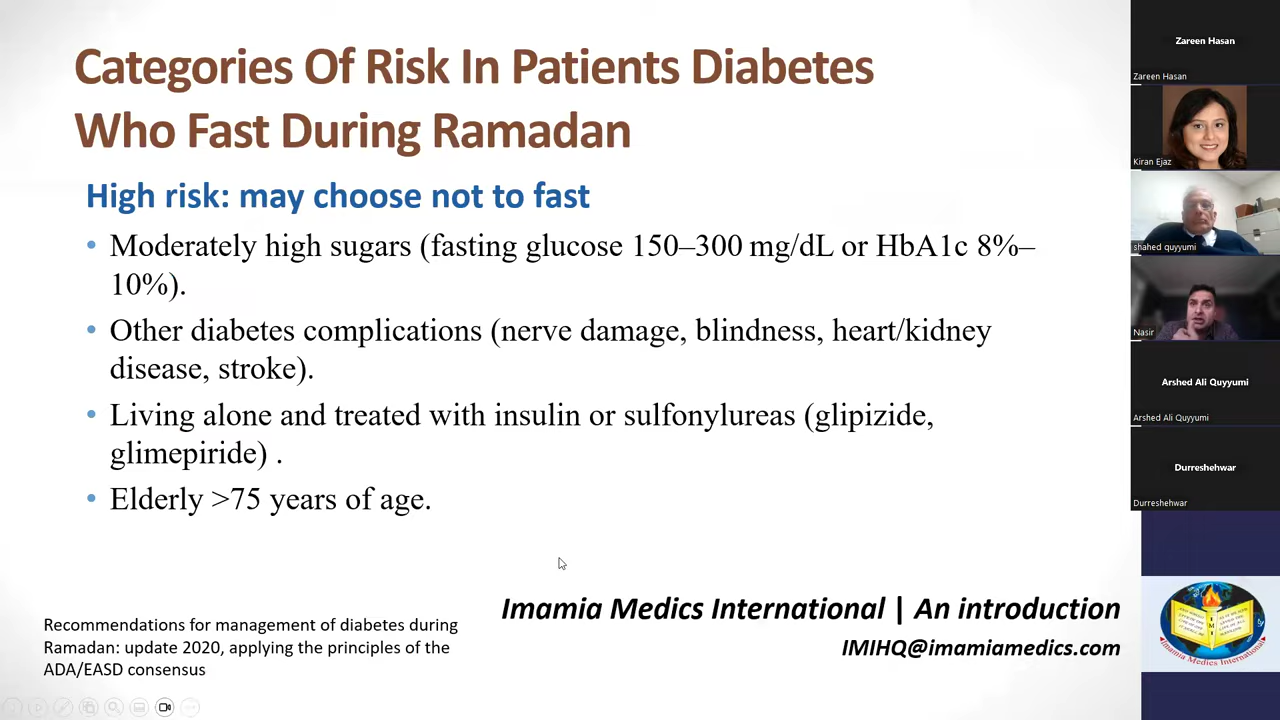 Categories Of Risk In Patients Diabetes
Who Fast During Ramadan
High risk: may choose not to fast
• Moderately high sugars (fasting glucose 150–300 mg/dL or HbA1c 8%–
10%).
• Other diabetes complications (nerve damage, blindness, heart/kidney
disease, stroke).
• Living alone and treated with insulin or sulfonylureas (glipizide,
glimepiride) .
• Elderly >75 years of age.
Imamia Medics International | An introduction
IMIHQ@imamiamedics.com
Recommendations for management of diabetes during
Ramadan: update 2020, applying the principles of the
ADA/EASD consensus
Zareen Hasan
Zareen Hasan
Kiran Ejaz
shahed quyyumi
Nasir
Arshed Ali Quyyumi
Arshed Ali Quyyumi
Durreshehwar
Durreshehwar
Imamia Medics International